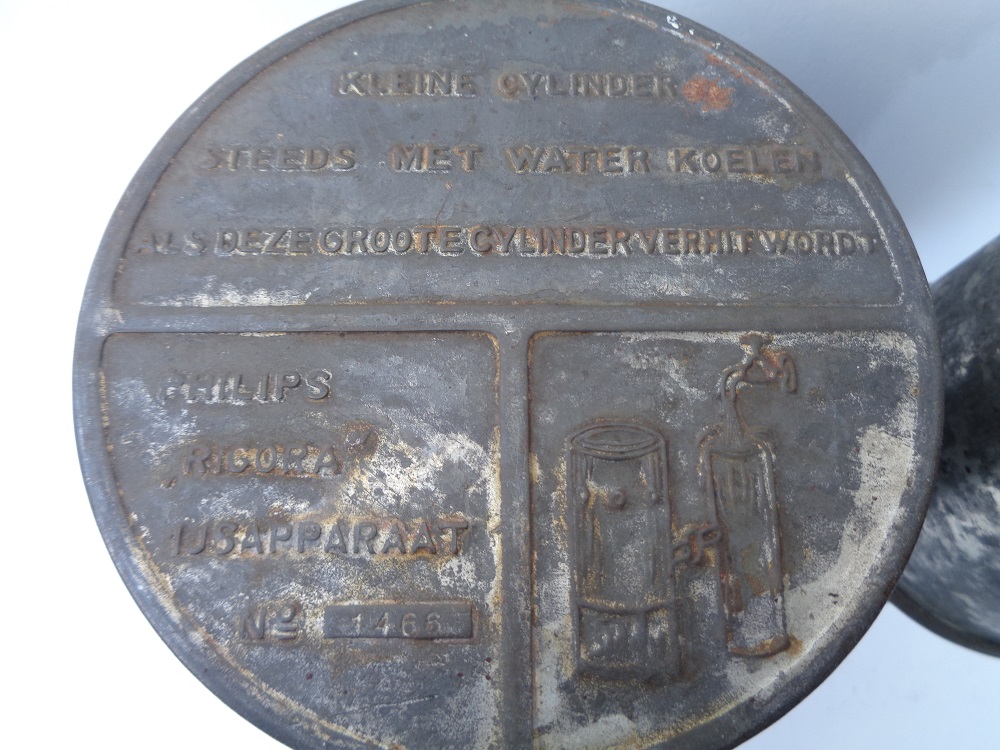 KLEINE CYLINDER
STEEDS MET WATER KOELEN
ALS DEZE GROOTE CYLINDER VERHIT WORDT
PHILIPS
„RICORA"
IJSAPPARAAT
No 1466